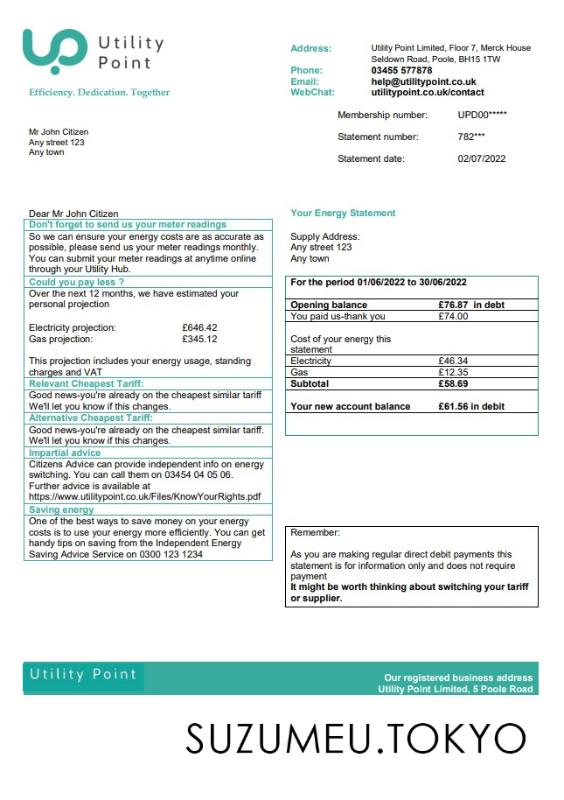 Utility
Point
Efficiency. Dedication. Together
Address: Utility Point Limited, Floor 7, Merck House
Seldown Road, Poole, BH15 1TW
Phone: 03455 577878
Email: help@utilitypoint.co.uk
WebChat: utilitypoint.co.uk/contact
Membership number: UPD00*****
Statement number: 782***
Statement date: 02/07/2022
Mr John Citizen
Any street 123
Any town
Dear Mr John Citizen
Don't forget to send us your meter readings
So we can ensure your energy costs are as accurate as
possible, please send us your meter readings monthly.
You can submit your meter readings at anytime online
through your Utility Hub.
Could you pay less ?
Over the next 12 months, we have estimated your
personal projection
Electricity projection: £646.42
Gas projection: £345.12
This projection includes your energy usage, standing
charges and VAT
Relevant Cheapest Tariff:
Good news-you're already on the cheapest similar tariff
We'll let you know if this changes.
Alternative Cheapest Tariff:
Good news-you're already on the cheapest similar tariff.
We'll let you know if this changes.
Impartial advice
Citizens Advice can provide independent info on energy
switching. You can call them on 03454 04 05 06.
Further advice is available at
https://www.utilitypoint.co.uk/Files/KnowYourRights.pdf
Saving energy
One of the best ways to save money on your energy
costs is to use your energy more efficiently. You can get
handy tips on saving from the Independent Energy
Saving Advice Service on 0300 123 1234
Your Energy Statement
Supply Address:
Any street 123
Any town
For the period 01/06/2022 to 30/06/2022
Opening balance £76.87 in debt
You paid us-thank you £74.00
Cost of your energy this
statement
Electricity £46.34
Gas £12.35
Subtotal £58.69
Your new account balance £61.56 in debit
Remember:
As you are making regular direct debit payments this
statement is for information only and does not require
payment
It might be worth thinking about switching your tariff
or supplier.
Utility Point
Our registered business address
Utility Point Limited, 5 Poole Road
SUZUMEU.TOKYO